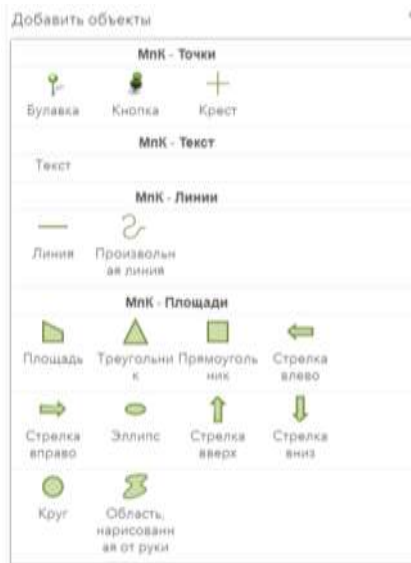 Добавить объекты
МпК - Точки
Булавка Кнопка Крест
МпК - Текст
Текст
МпК - Линии
Линия Произвольн
ая линия
МпК - Площади
Площадь Треугольни Прямоуголь Стрелка
к ник влево
Стрелка Эллипс Стрелка Стрелка
вправо вверх вниз
Круг Область,
нарисованн
ая от руки